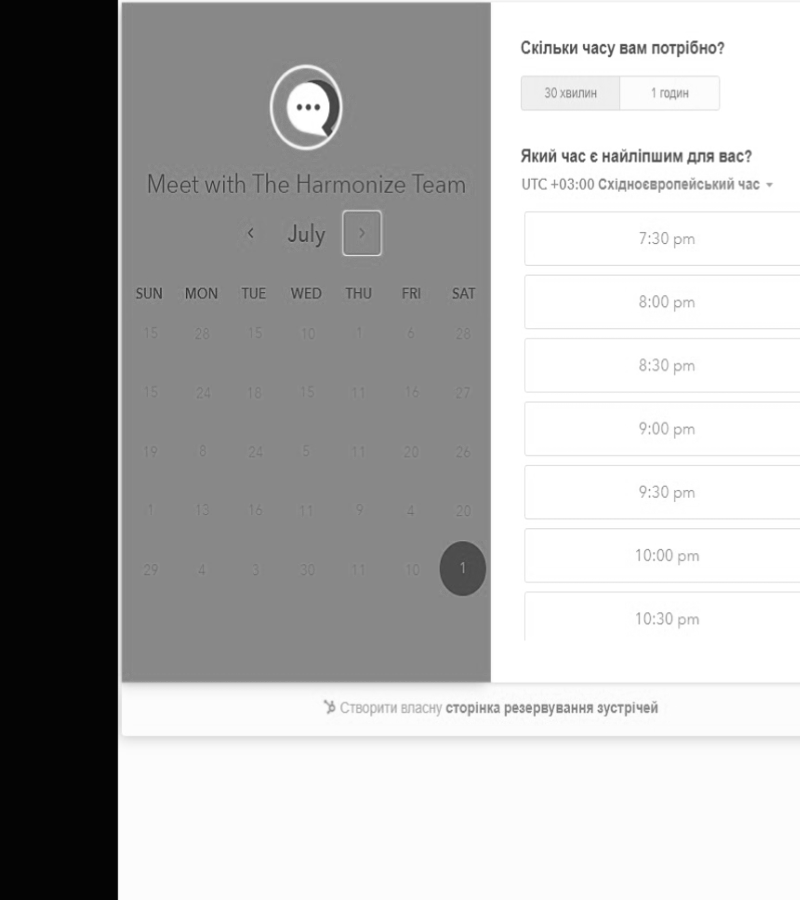 Meet with The Harmonize Team
July
SUN MON TUE WED THU FRI SAT
15 28 15 10 1 6 28
15 24 18 15 11 16 27
19 8 24 5 11 20 26
1 13 16 11 9 4 20
29 4 3 30 11 10 1
Скільки часу вам потрібно?
30 хвилин 1 годин
Який час є найліпшим для вас?
UTC +03:00 Східноєвропейський час
7:30 pm
8:00 pm
8:30 pm
9:00 pm
9:30 pm
10:00 pm
10:30 pm
Створити власну сторінка резервування зустрічей